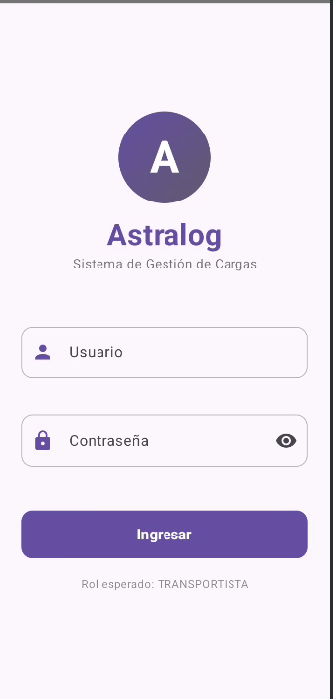 A
Astralog
Sistema de Gestión de Cargas
Usuario
Contraseña
Ingresar
Rol esperado: TRANSPORTISTA